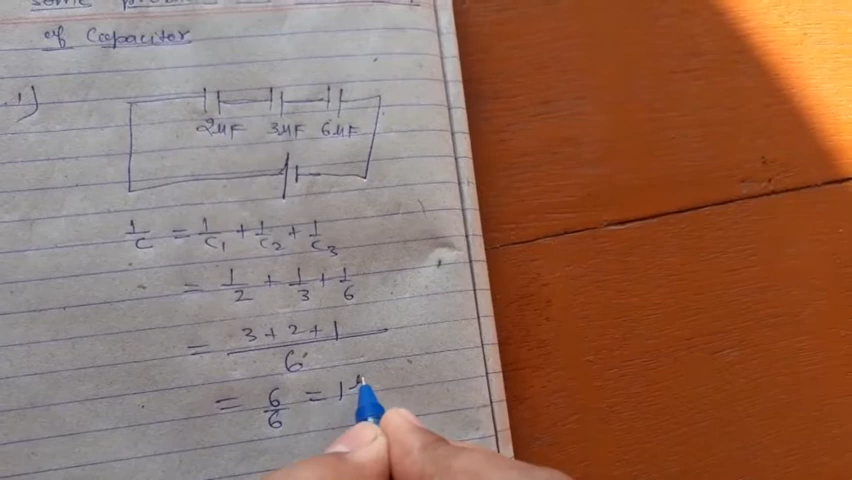 some
of Capacitor
1)
2μF 3μF 6μF
1/C = 1/C₁ + 1/C₂ + 1/C₃
= 1/2 + 1/3 + 1/6
= 3+2+1/6
= 6/6 = 1